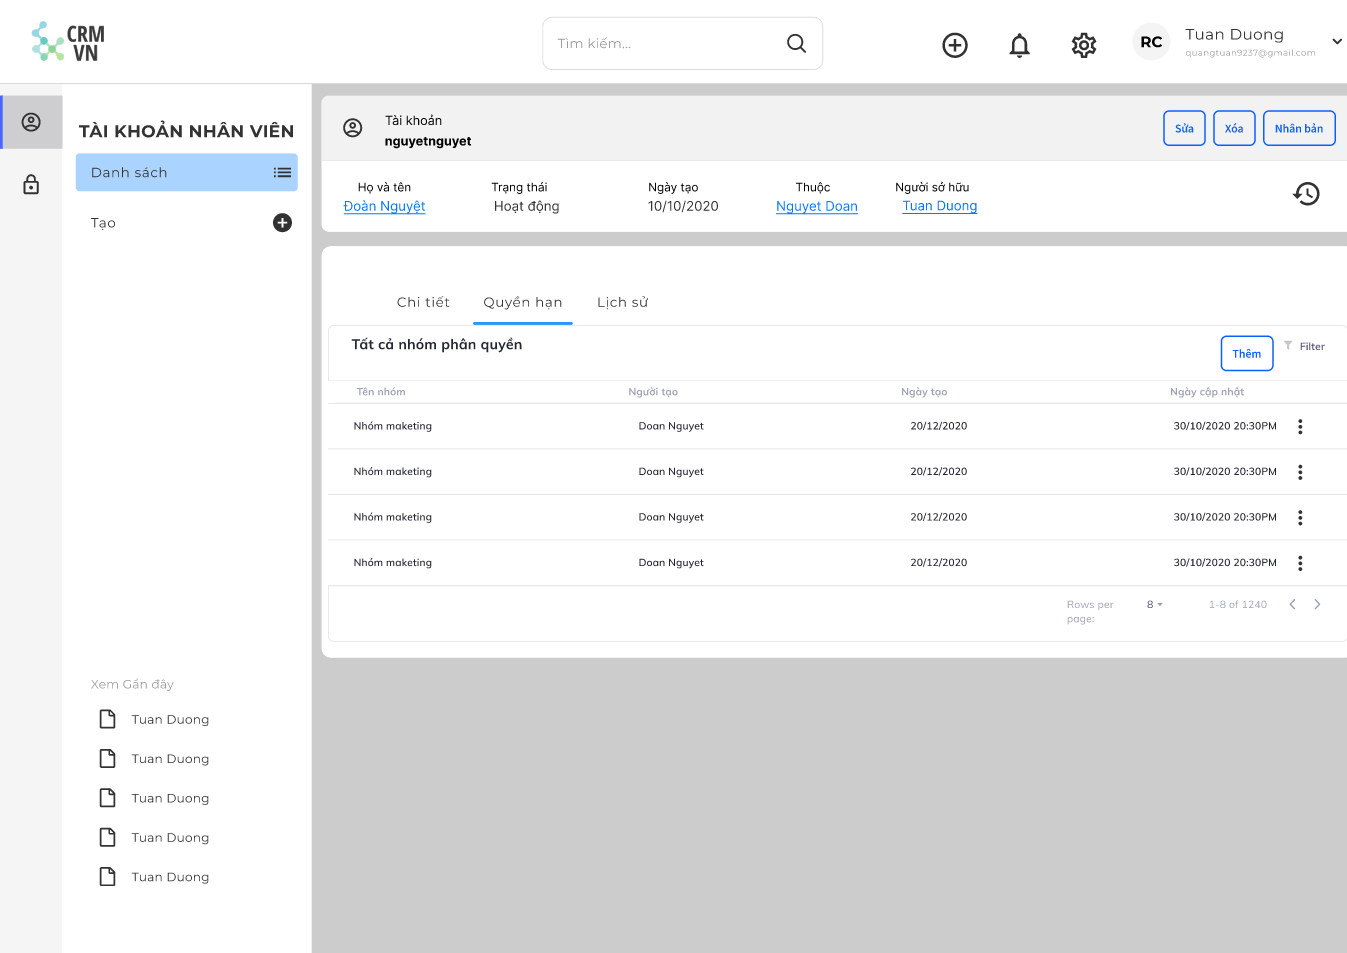 CRM
VN
Tìm kiếm...
RC
Tuan Duong
quangtuan9237@gmail.com
TÀI KHOẢN NHÂN VIÊN
Danh sách
Tạo
Xem Gần đây
Tuan Duong
Tuan Duong
Tuan Duong
Tuan Duong
Tuan Duong
Tài khoản
nguyetnguyet
Sửa Xóa Nhân bản
Họ và tên Trạng thái Ngày tạo Thuộc Người sở hữu
Đoàn Nguyệt Hoạt động 10/10/2020 Nguyet Doan Tuan Duong
Chi tiết Quyền hạn Lịch sử
Tất cả nhóm phân quyền
Thêm Filter
Tên nhóm Người tạo Ngày tạo Ngày cập nhật
Nhóm maketing Doan Nguyet 20/12/2020 30/10/2020 20:30PM
Nhóm maketing Doan Nguyet 20/12/2020 30/10/2020 20:30PM
Nhóm maketing Doan Nguyet 20/12/2020 30/10/2020 20:30PM
Nhóm maketing Doan Nguyet 20/12/2020 30/10/2020 20:30PM
Rows per page: 8 1-8 of 1240